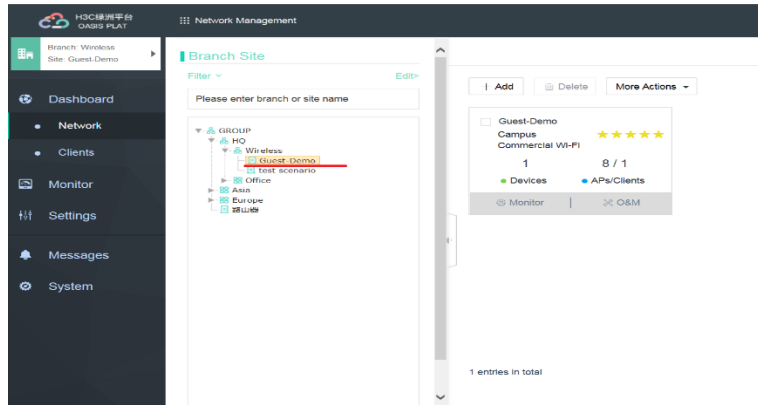 H3C绿洲平台
OASIS PLAT
Network Management
Branch: Wireless
Site: Guest-Demo
Dashboard
Network
Clients
Monitor
Settings
Messages
System
Branch Site
Filter
Edit>
Please enter branch or site name
GROUP
HQ
Wireless
Guest-Demo
test scenario
Office
Asia
Europe
Add
Delete
More Actions
Guest-Demo
Campus
Commercial Wi-Fi
1
8 / 1
Devices
APs/Clients
Monitor
O&M
1 entries in total